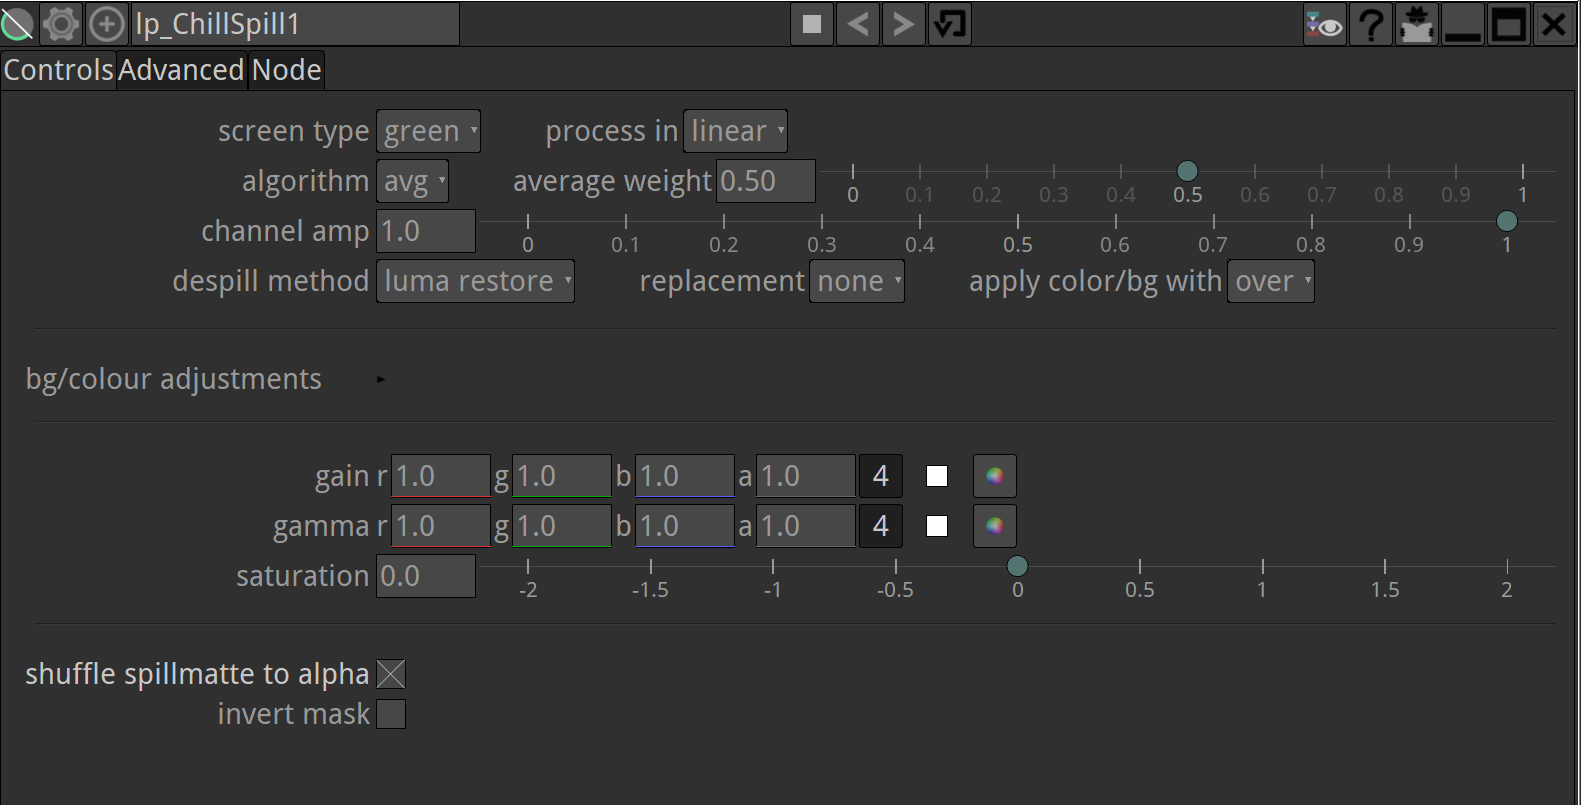 lp_ChillSpill1 ?
Controls Advanced Node
screen type green process in linear
algorithm avg average weight 0.50 0 0.1 0.2 0.3 0.4 0.5 0.6 0.7 0.8 0.9 1
channel amp 1.0 0 0.1 0.2 0.3 0.4 0.5 0.6 0.7 0.8 0.9 1
despill method luma restore replacement none apply color/bg with over
bg/colour adjustments
gain r 1.0 g 1.0 b 1.0 a 1.0 4
gamma r 1.0 g 1.0 b 1.0 a 1.0 4
saturation 0.0 -2 -1.5 -1 -0.5 0 0.5 1 1.5 2
shuffle spillmatte to alpha
invert mask